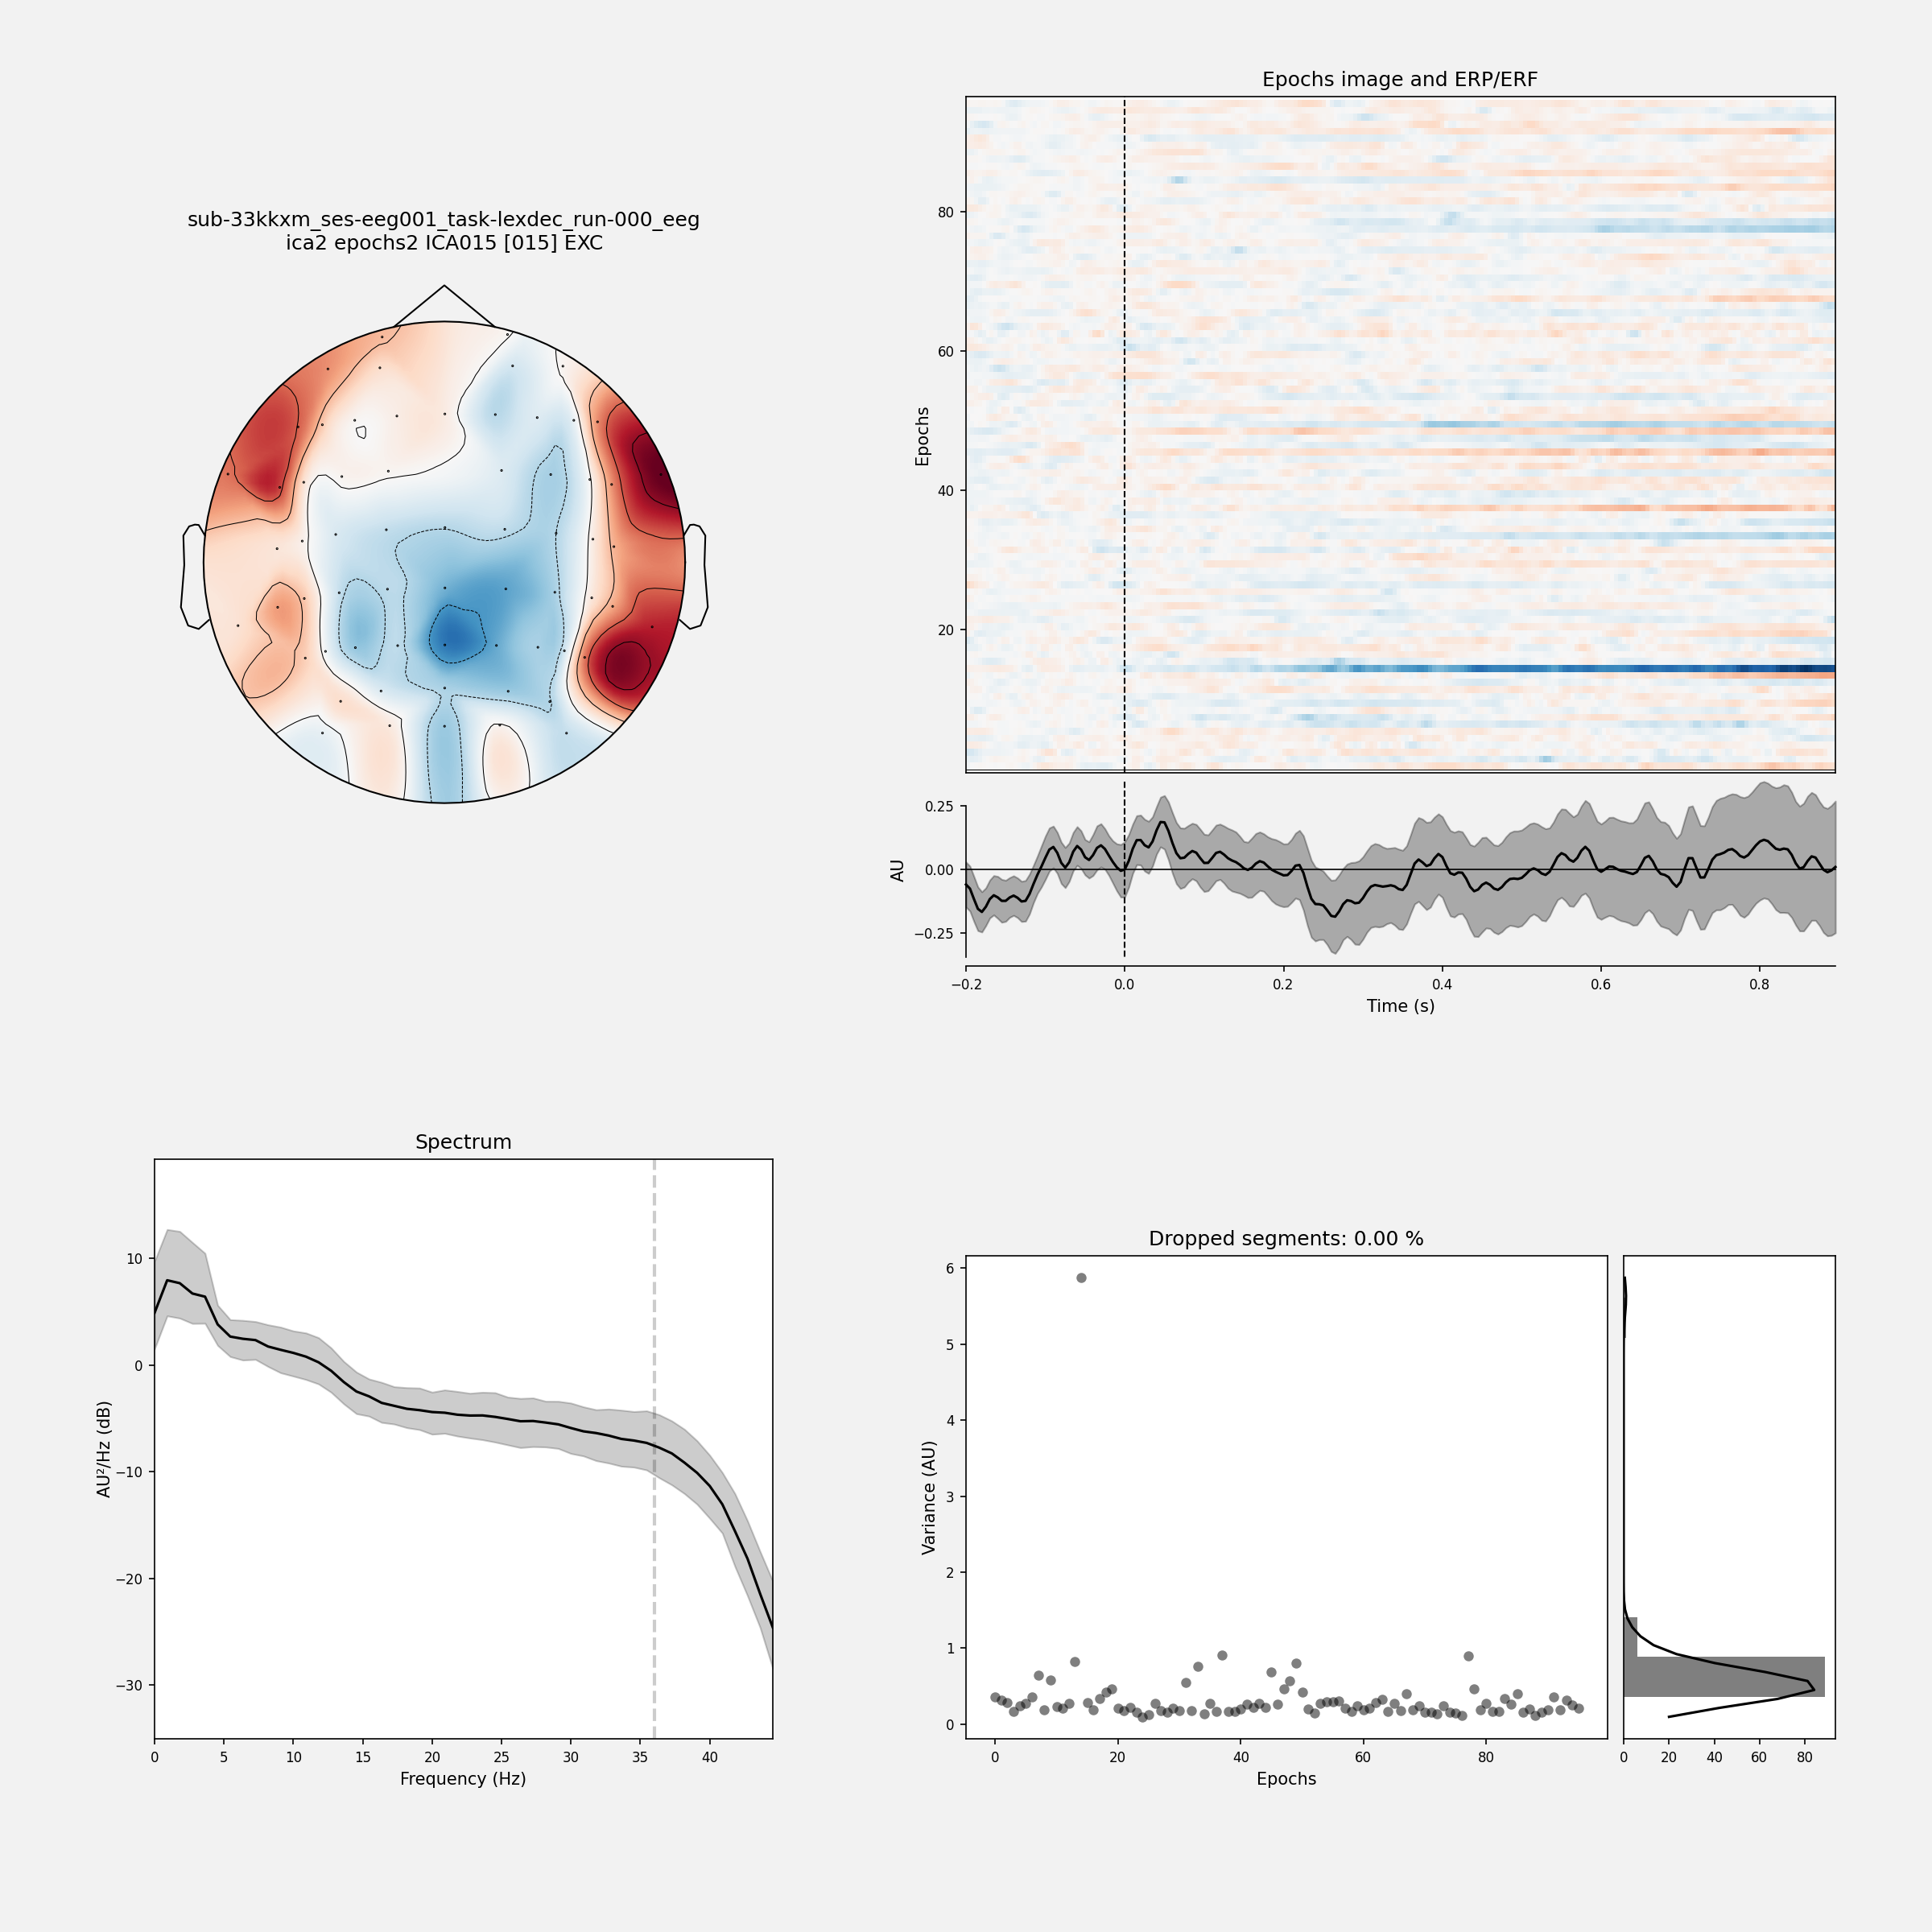 Epochs image and ERP/ERF
sub-33kkxm_ses-eeg001_task-lexdec_run-000_eeg
ica2 epochs2 ICA015 [015] EXC
Epochs
80
60
40
20
AU
0.25
0.00
−0.25
−0.2 0.0 0.2 0.4 0.6 0.8
Time (s)
Spectrum
AU²/Hz (dB)
10
0
−10
−20
−30
0 5 10 15 20 25 30 35 40
Frequency (Hz)
Dropped segments: 0.00 %
Variance (AU)
6
5
4
3
2
1
0
0 20 40 60 80
Epochs
0 20 40 60 80